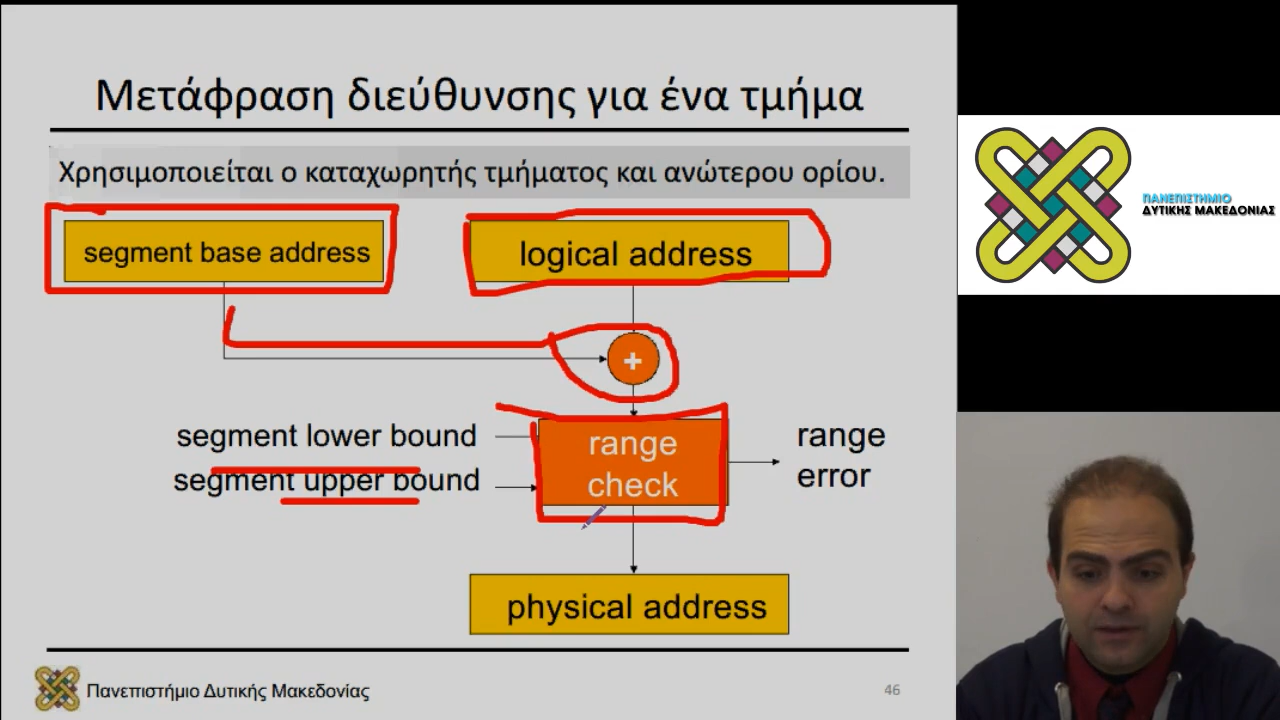 Μετάφραση διεύθυνσης για ένα τμήμα
Χρησιμοποιείται ο καταχωρητής τμήματος και ανώτερου ορίου.
segment base address
logical address
+
segment lower bound
segment upper bound
range
check
range
error
physical address
Πανεπιστήμιο Δυτικής Μακεδονίας
46
ΠΑΝΕΠΙΣΤΗΜΙΟ
ΔΥΤΙΚΗΣ ΜΑΚΕΔΟΝΙΑΣ